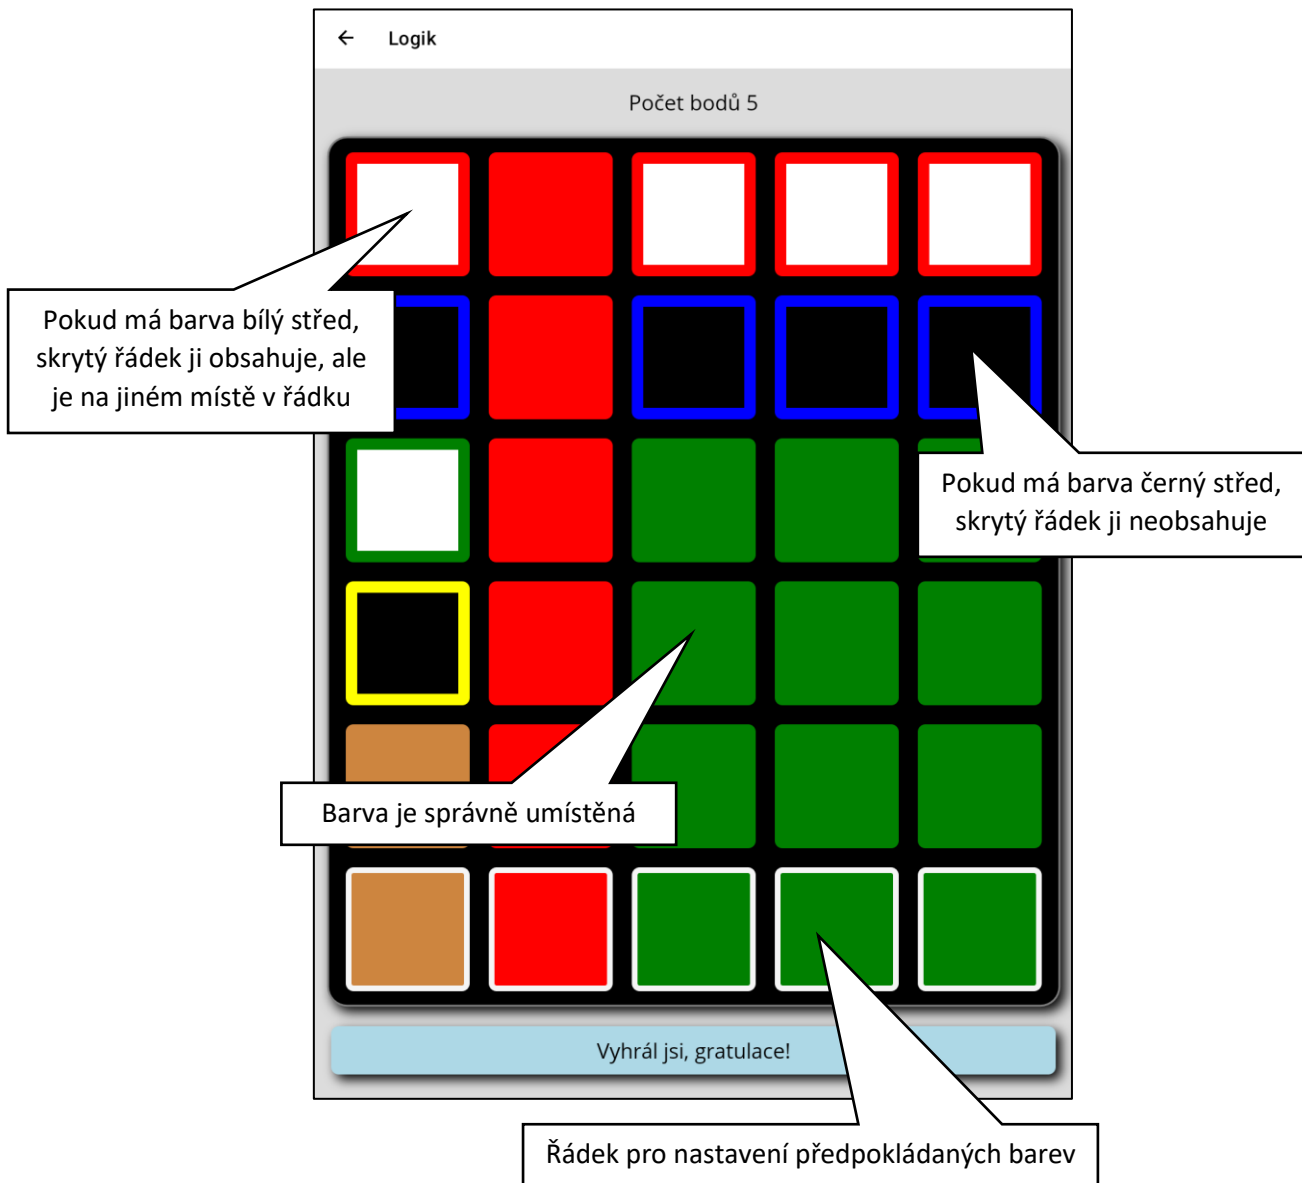 Logik
Počet bodů 5
Pokud má barva bílý střed,
skrytý řádek ji obsahuje, ale
je na jiném místě v řádku
Pokud má barva černý střed,
skrytý řádek ji neobsahuje
Barva je správně umístěná
Vyhrál jsi, gratulace!
Řádek pro nastavení předpokládaných barev